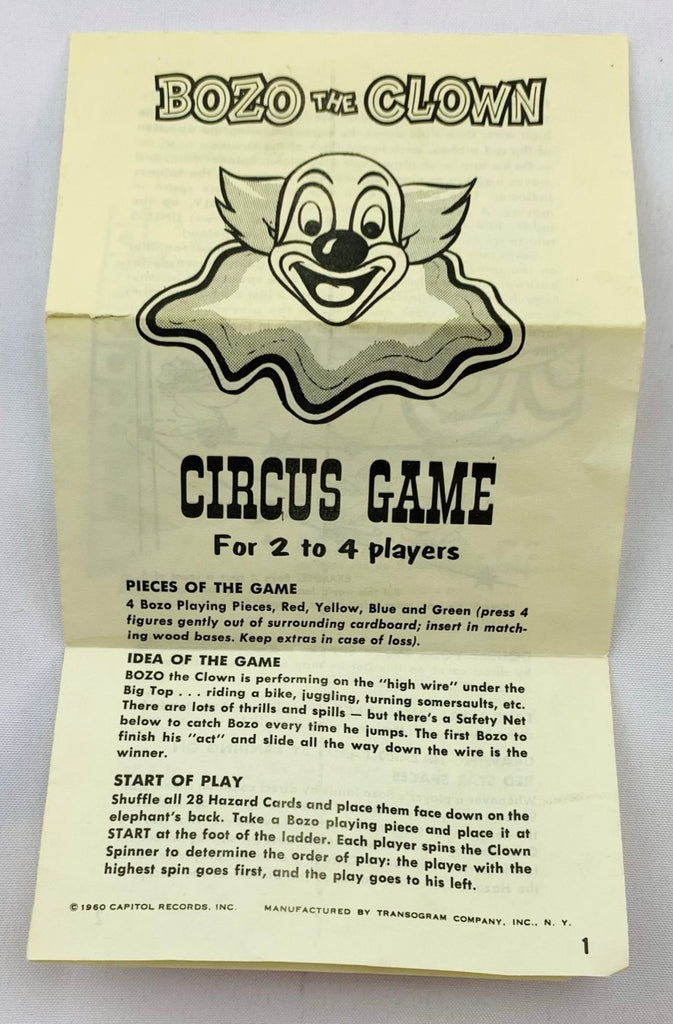 BOZO THE CLOWN
CIRCUS GAME
For 2 to 4 players
PIECES OF THE GAME
4 Bozo Playing Pieces, Red, Yellow, Blue and Green (press 4
figures gently out of surrounding cardboard; insert in match-
ing wood bases. Keep extras in case of loss).
IDEA OF THE GAME
BOZO the Clown is performing on the "high wire" under the
Big Top . . . riding a bike, juggling, turning somersaults, etc.
There are lots of thrills and spills — but there's a Safety Net
below to catch Bozo every time he jumps. The first Bozo to
finish his "act" and slide all the way down the wire is the
winner.
START OF PLAY
Shuffle all 28 Hazard Cards and place them face down on the
elephant's back. Take a Bozo playing piece and place it at
START at the foot of the ladder. Each player spins the Clown
Spinner to determine the order of play: the player with the
highest spin goes first, and the play goes to his left.
© 1960 CAPITOL RECORDS, INC. MANUFACTURED BY TRANSOGRAM COMPANY, INC., N. Y.
1